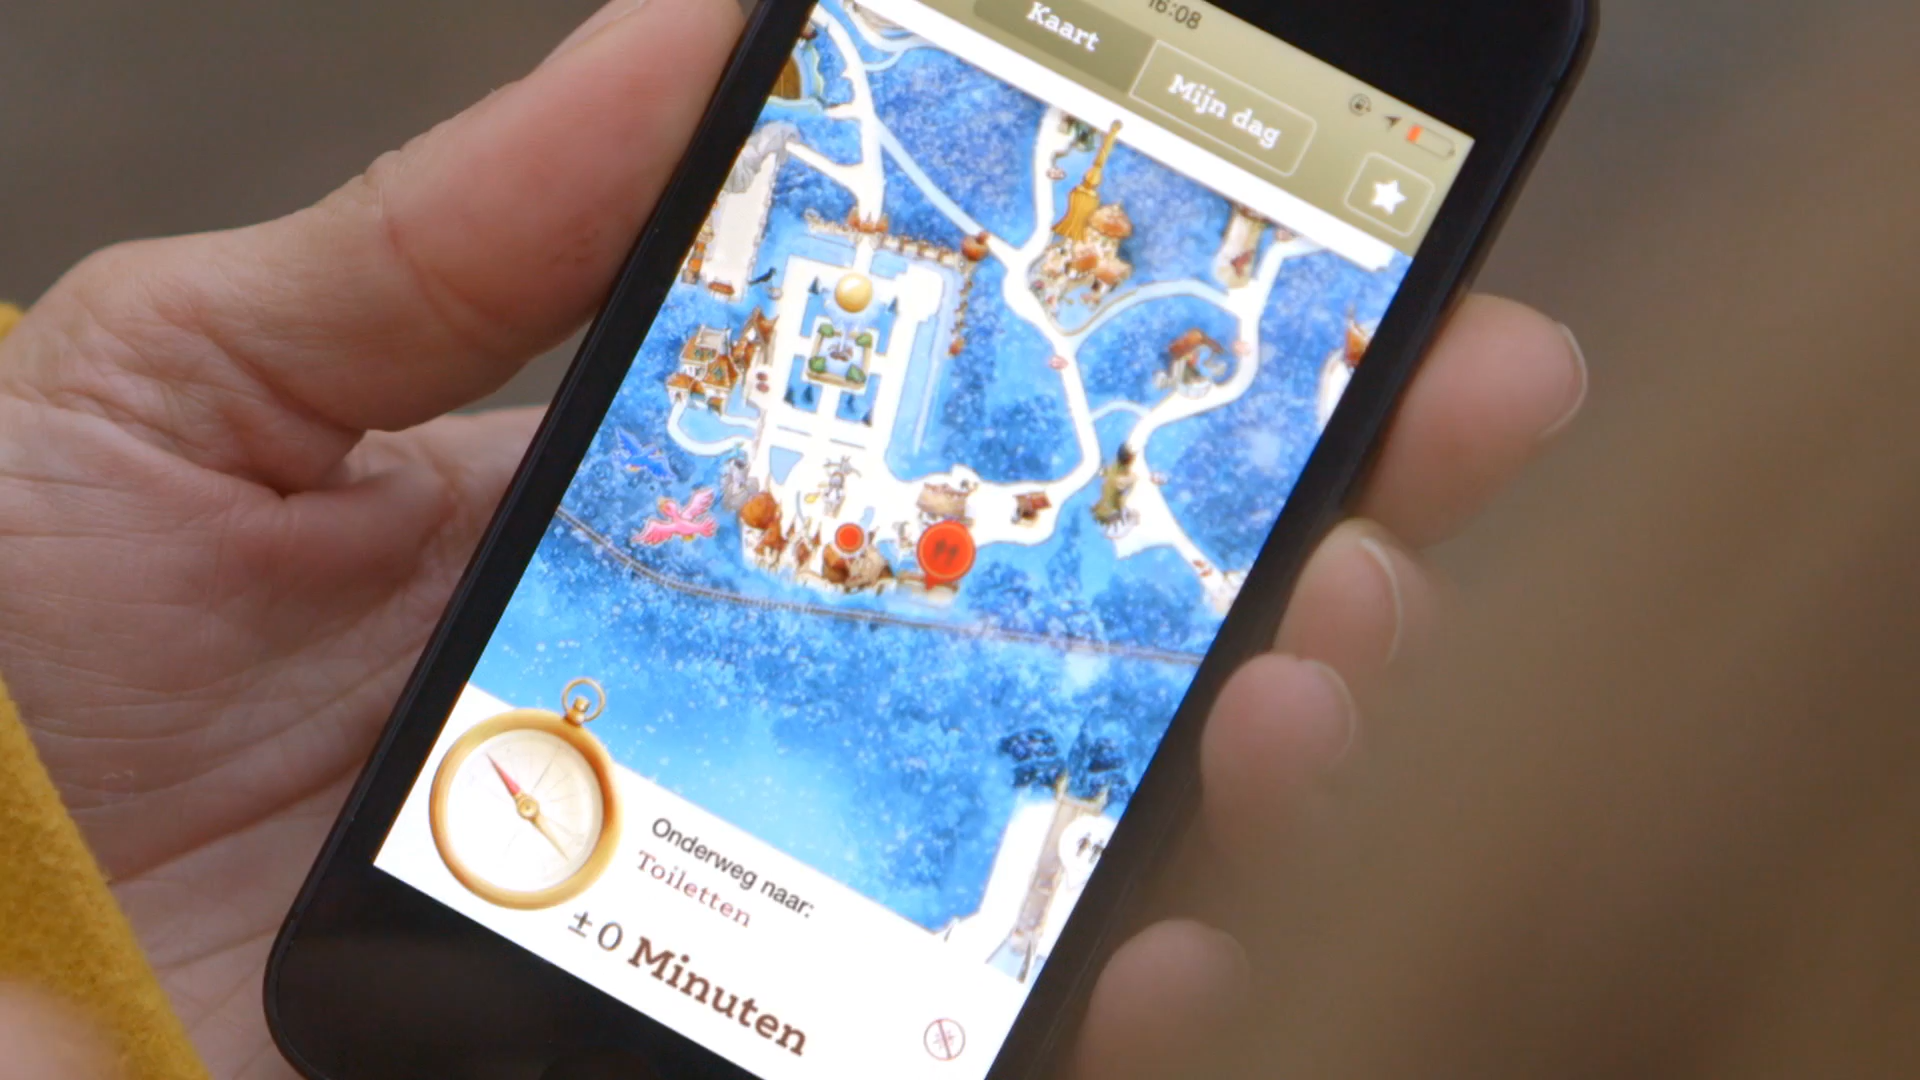 16:08
Kaart
Mijn dag
Onderweg naar:
Toiletten
± 0 Minuten